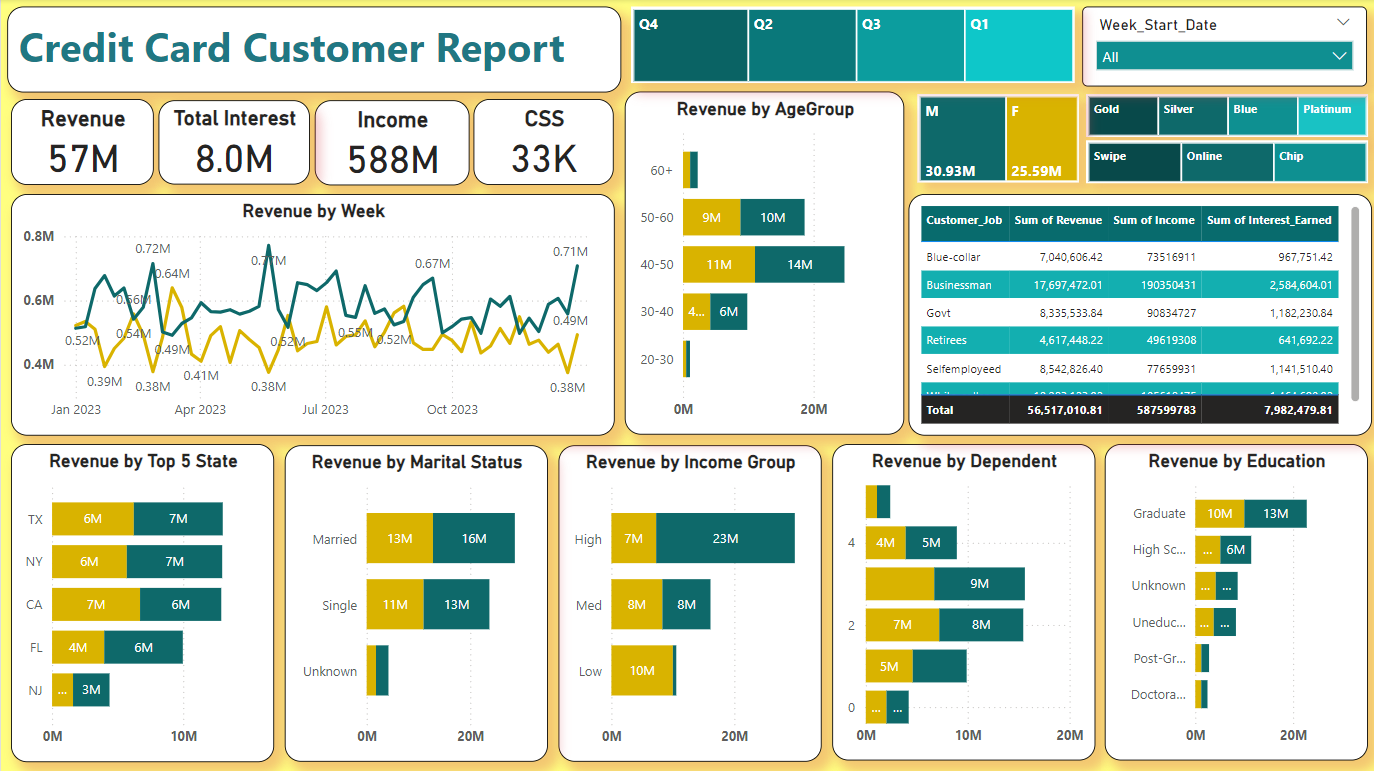 Credit Card Customer Report
Q4
Q2
Q3
Q1
Week_Start_Date
All
Revenue
57M
Total Interest
8.0M
Income
588M
CSS
33K
Revenue by AgeGroup
60+
50-60
9M 10M
40-50
11M 14M
30-40
4... 6M
20-30
0M 20M
M
30.93M
F
25.59M
Gold
Silver
Blue
Platinum
Swipe
Online
Chip
Revenue by Week
0.8M
0.6M
0.4M
0.72M
0.77M
0.67M
0.71M
0.64M
0.56M
0.54M
0.52M
0.49M
0.52M
0.55M
0.52M
0.49M
0.39M
0.38M
0.41M
0.38M
0.38M
Jan 2023 Apr 2023 Jul 2023 Oct 2023
Customer_Job Sum of Revenue Sum of Income Sum of Interest_Earned
Blue-collar 7,040,606.42 73516911 967,751.42
Businessman 17,697,472.01 190350431 2,584,604.01
Govt 8,335,533.84 90834727 1,182,230.84
Retirees 4,617,448.22 49619308 641,692.22
Selfemployeed 8,542,826.40 77659931 1,141,510.40
Total 56,517,010.81 587599783 7,982,479.81
Revenue by Top 5 State
TX 6M 7M
NY 6M 7M
CA 7M 6M
FL 4M 6M
NJ ... 3M
0M 10M
Revenue by Marital Status
Married 13M 16M
Single 11M 13M
Unknown
0M 20M
Revenue by Income Group
High 7M 23M
Med 8M 8M
Low 10M
0M 20M
Revenue by Dependent
4 4M 5M
9M
2 7M 8M
5M
0 ... ...
0M 10M 20M
Revenue by Education
Graduate 10M 13M
High Sc... ... 6M
Unknown ... ...
Uneduc... ... ...
Post-Gr...
Doctora...
0M 20M